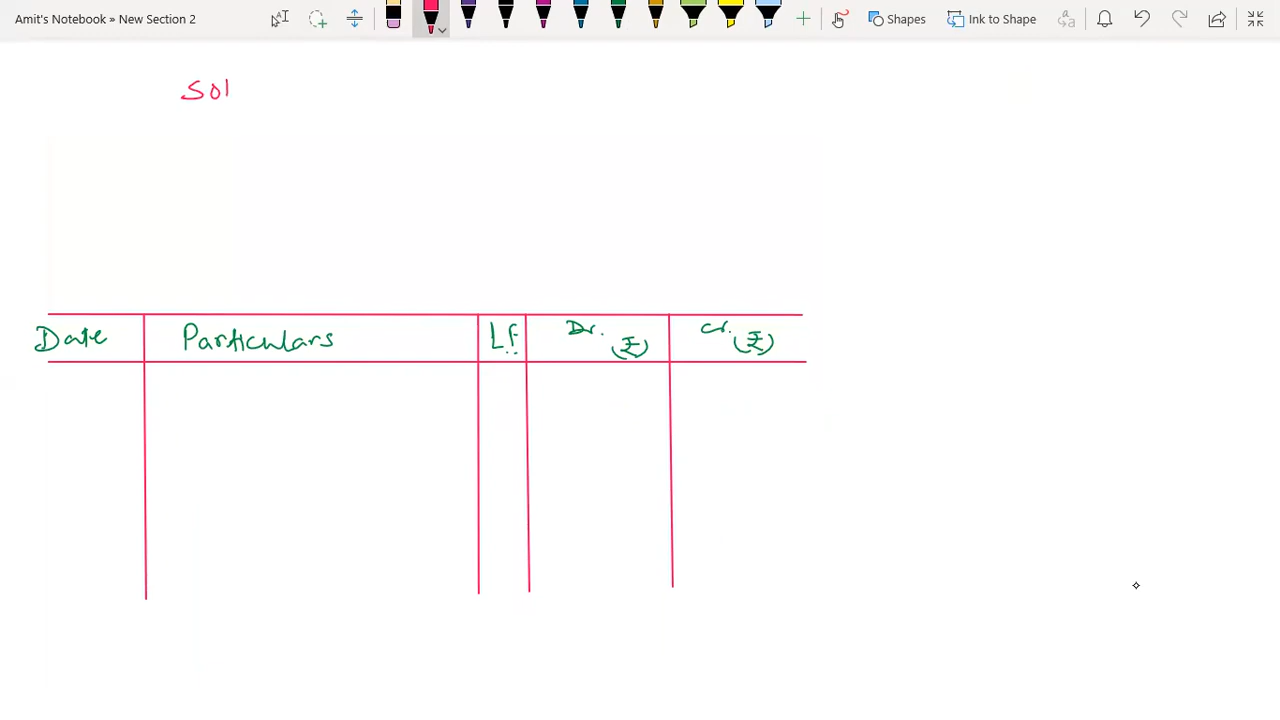 Amit's Notebook » New Section 2
Shapes
Ink to Shape
Sol
Date Particulars L.F. Dr. (₹) Cr. (₹)